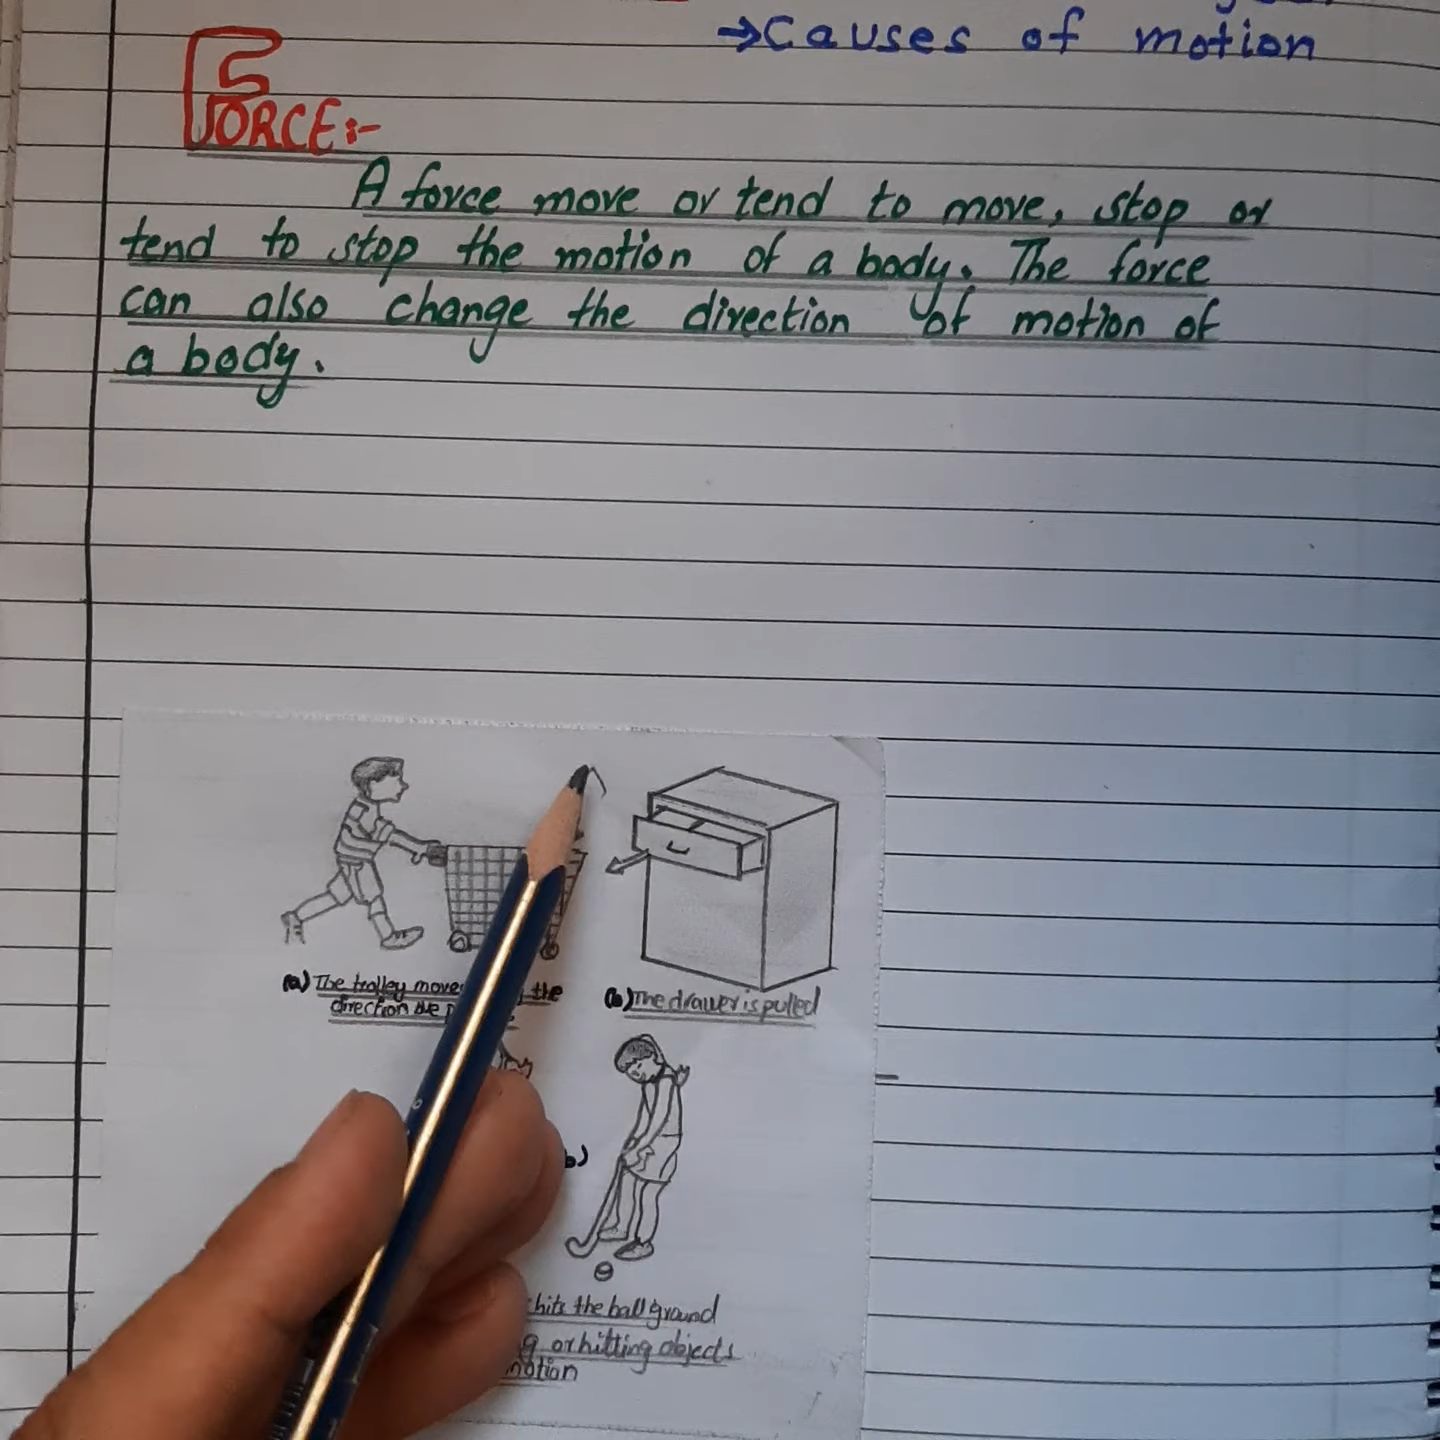 →Causes of motion
FORCE:-
A force move or tend to move, stop or
tend to stop the motion of a body. The force
can also change the direction of motion of
a body.
(a) The trolley move the
direction the
(b) The drawer is pulled
b)
hits the ball ground
or hitting objects
motion